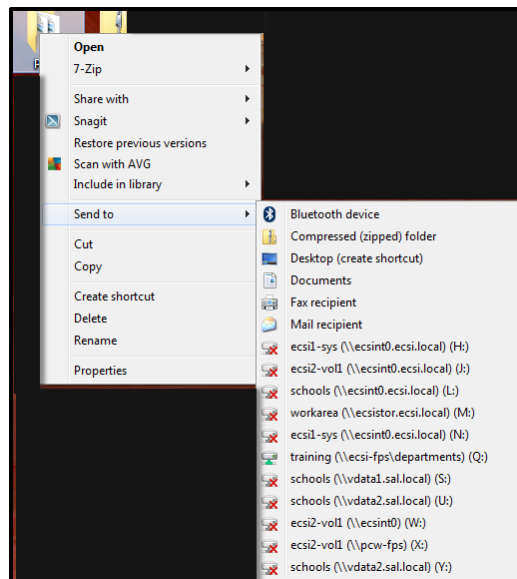 Open
7-Zip
Share with
Snagit
Restore previous versions
Scan with AVG
Include in library
Send to
Cut
Copy
Create shortcut
Delete
Rename
Properties
Bluetooth device
Compressed (zipped) folder
Desktop (create shortcut)
Documents
Fax recipient
Mail recipient
ecsi1-sys (\\ecsint0.ecsi.local) (H:)
ecsi2-vol1 (\\ecsint0.ecsi.local) (J:)
schools (\\ecsint0.ecsi.local) (L:)
workarea (\\ecsistor.ecsi.local) (M:)
ecsi1-sys (\\ecsint0.ecsi.local) (N:)
training (\\ecsi-fps\departments) (Q:)
schools (\\vdata1.sal.local) (S:)
schools (\\vdata2.sal.local) (U:)
ecsi2-vol1 (\\ecsint0) (W:)
ecsi2-vol1 (\\pcw-fps) (X:)
schools (\\vdata2.sal.local) (Y:)